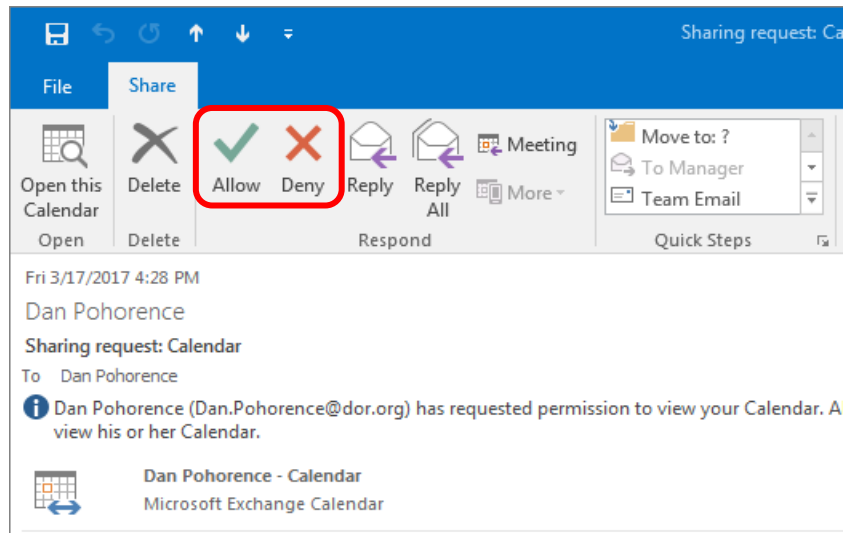 Sharing request: Ca
File Share
Open this Calendar
Delete
Allow
Deny
Reply
Reply All
Meeting
More
Move to: ?
To Manager
Team Email
Open
Delete
Respond
Quick Steps
Fri 3/17/2017 4:28 PM
Dan Pohorence
Sharing request: Calendar
To Dan Pohorence
Dan Pohorence (Dan.Pohorence@dor.org) has requested permission to view your Calendar. A
view his or her Calendar.
Dan Pohorence - Calendar
Microsoft Exchange Calendar